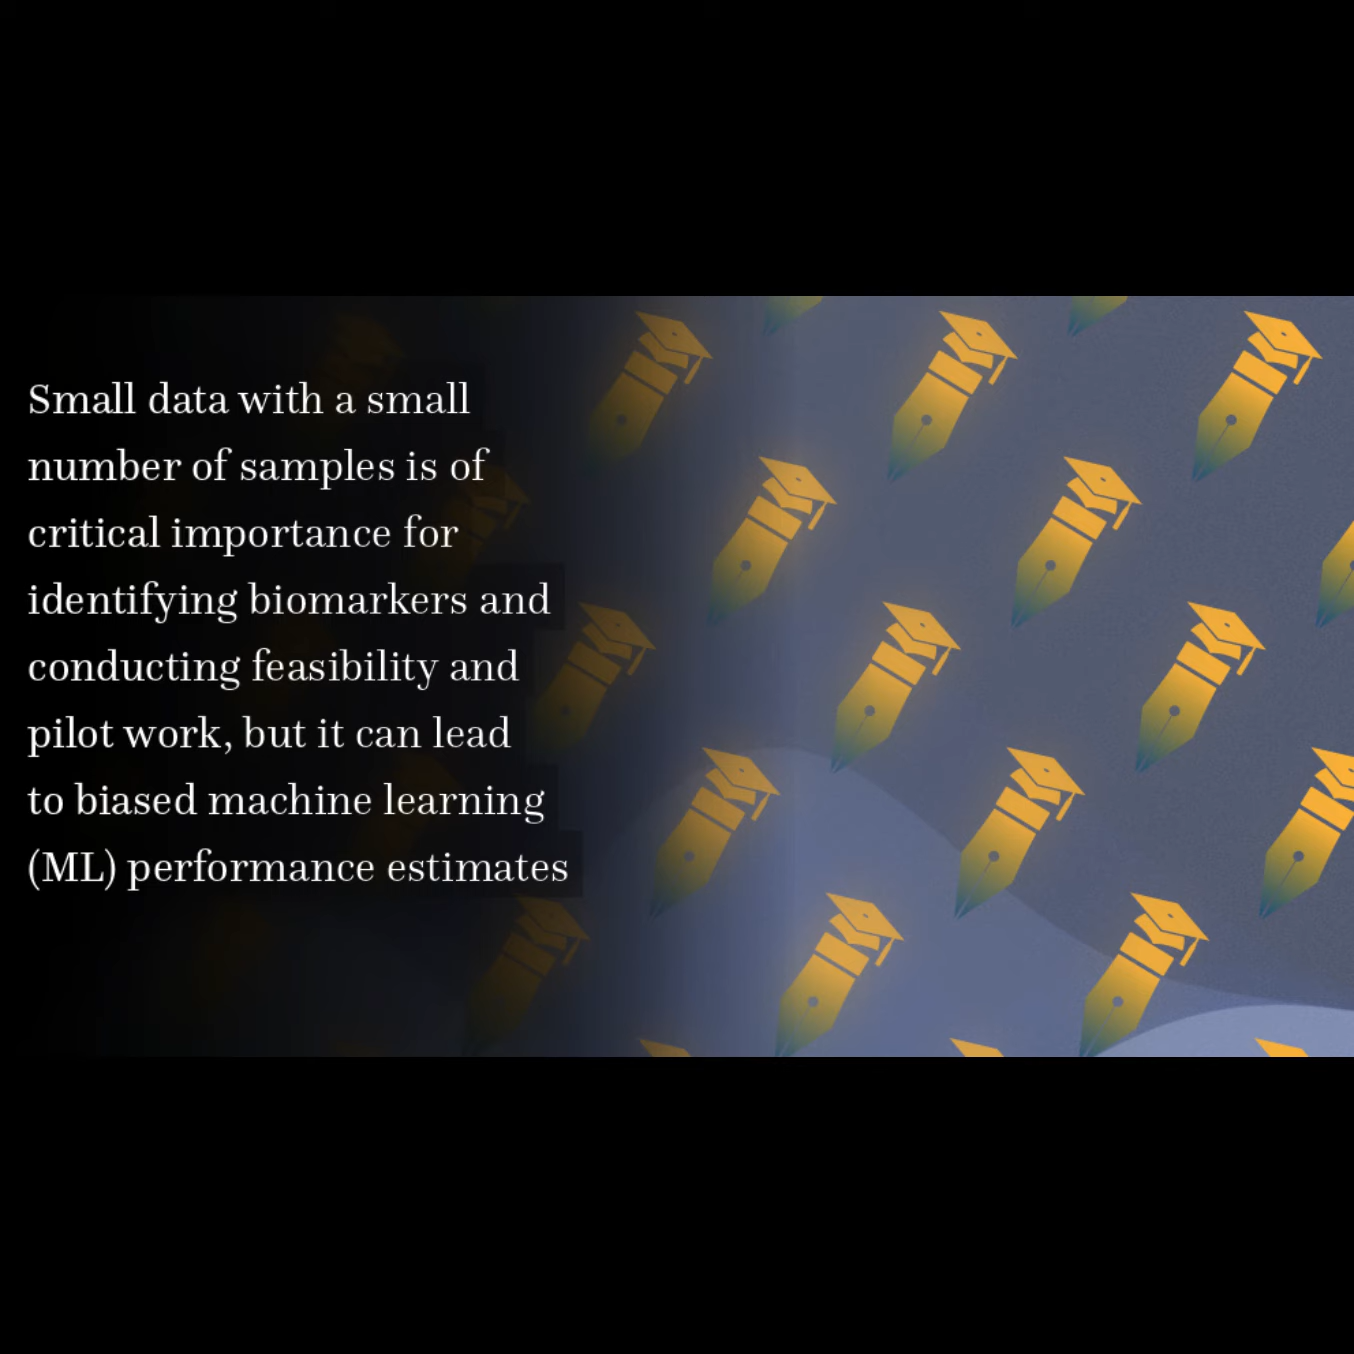 Small data with a small
number of samples is of
critical importance for
identifying biomarkers and
conducting feasibility and
pilot work, but it can lead
to biased machine learning
(ML) performance estimates